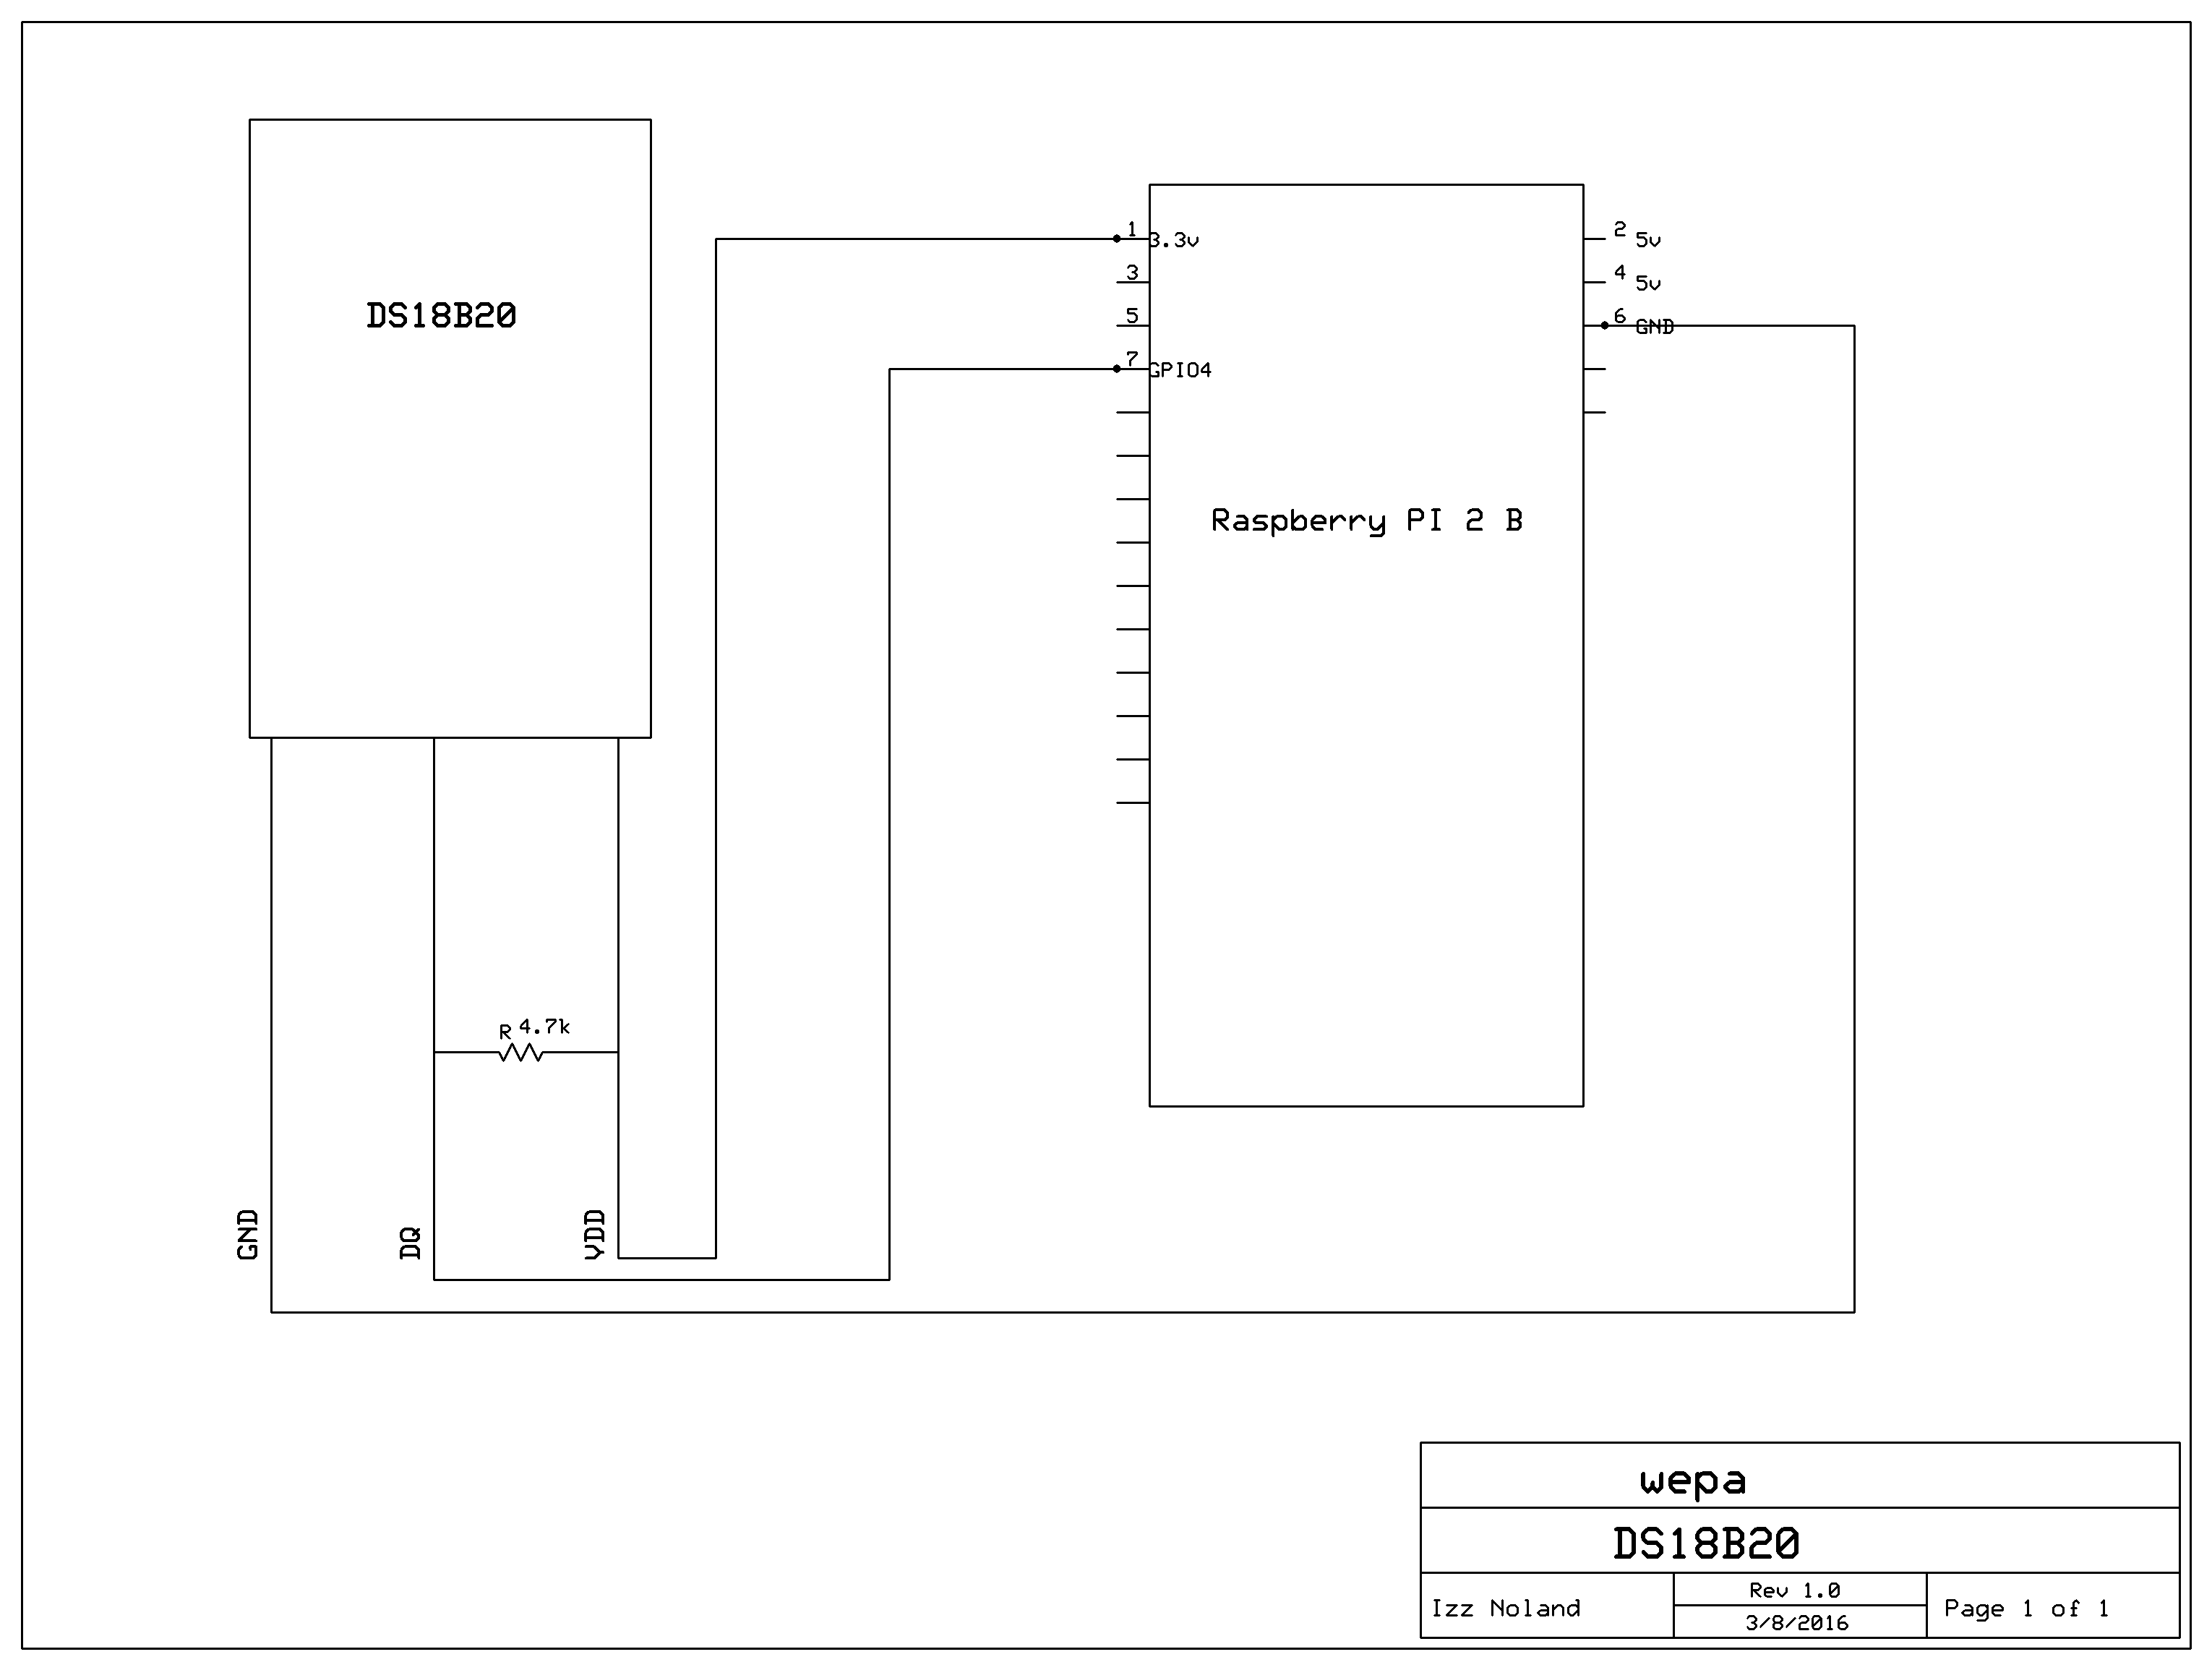 DS18B20
1
3.3v
3
5
7
GPIO4
2
5v
4
5v
6
GND
Raspberry PI 2 B
R 4.7k
GND
DQ
YDD
wepa
DS18B20
Izz Noland
Rev 1.0
3/8/2016
Page 1 of 1